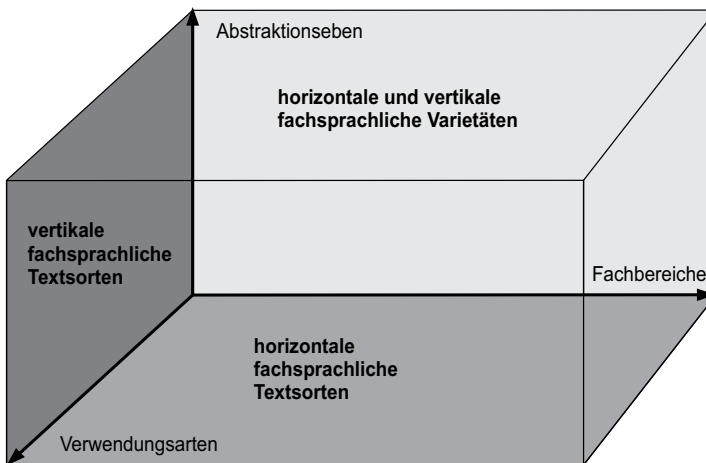 Abstraktionseben
horizontale und vertikale
fachsprachliche Varietäten
vertikale
fachsprachliche
Textsorten
Fachbereiche
horizontale
fachsprachliche
Textsorten
Verwendungsarten